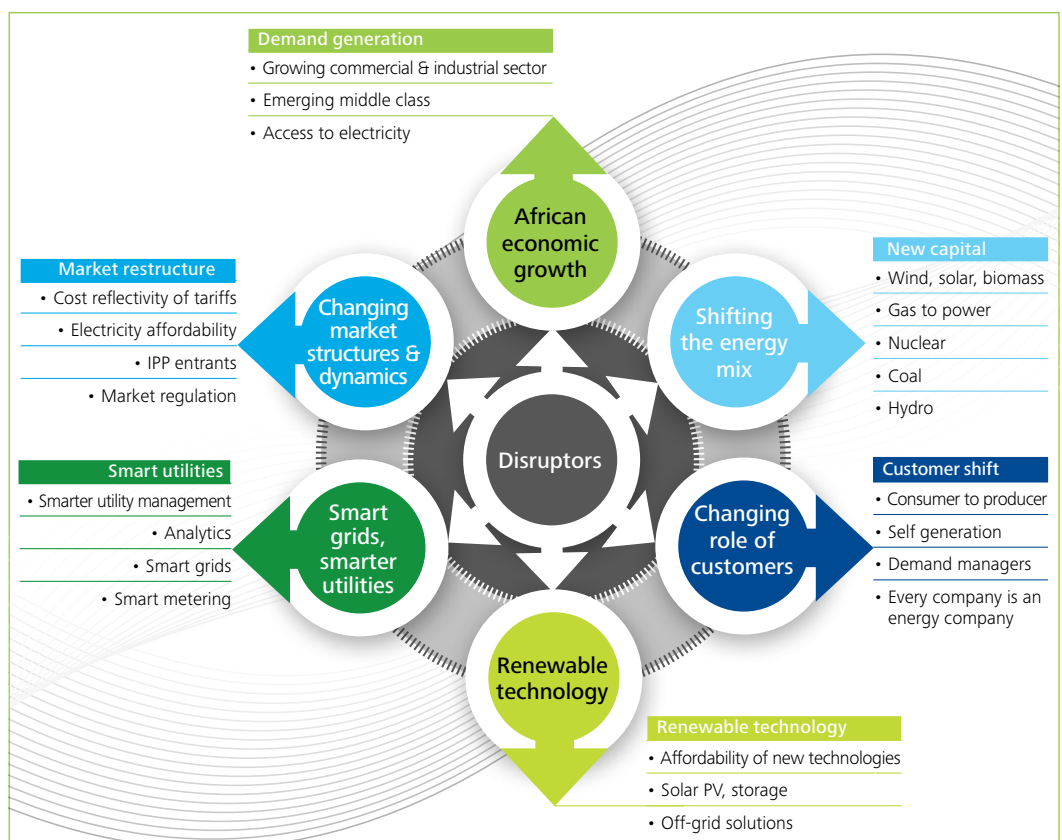 Demand generation
• Growing commercial & industrial sector
• Emerging middle class
• Access to electricity
African
economic
growth
Market restructure
• Cost reflectivity of tariffs
• Electricity affordability
• IPP entrants
• Market regulation
Changing
market
structures &
dynamics
Shifting
the energy
mix
New capital
• Wind, solar, biomass
• Gas to power
• Nuclear
• Coal
• Hydro
Disruptors
Smart utilities
• Smarter utility management
• Analytics
• Smart grids
• Smart metering
Smart
grids,
smarter
utilities
Changing
role of
customers
Customer shift
• Consumer to producer
• Self generation
• Demand managers
• Every company is an
energy company
Renewable
technology
Renewable technology
• Affordability of new technologies
• Solar PV, storage
• Off-grid solutions